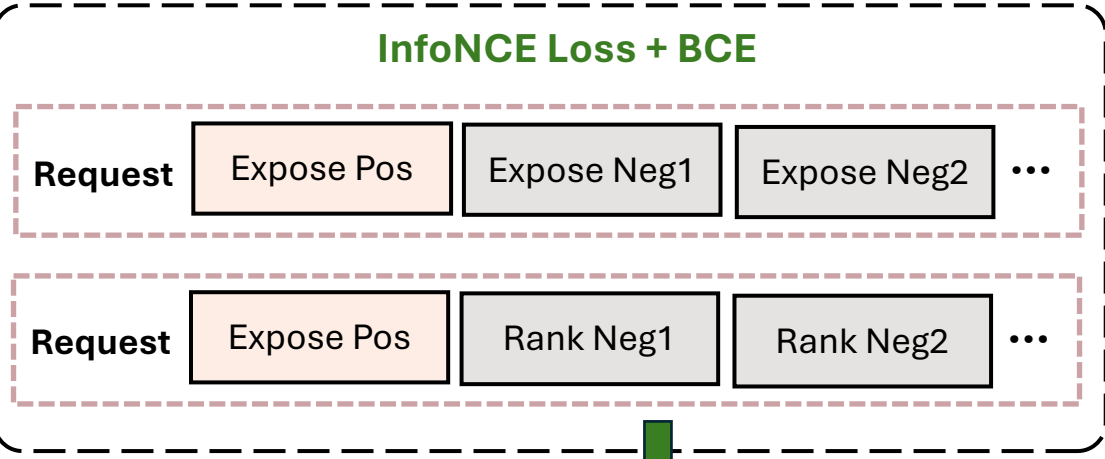 InfoNCE Loss + BCE
Request Expose Pos Expose Neg1 Expose Neg2 ...
Request Expose Pos Rank Neg1 Rank Neg2 ...